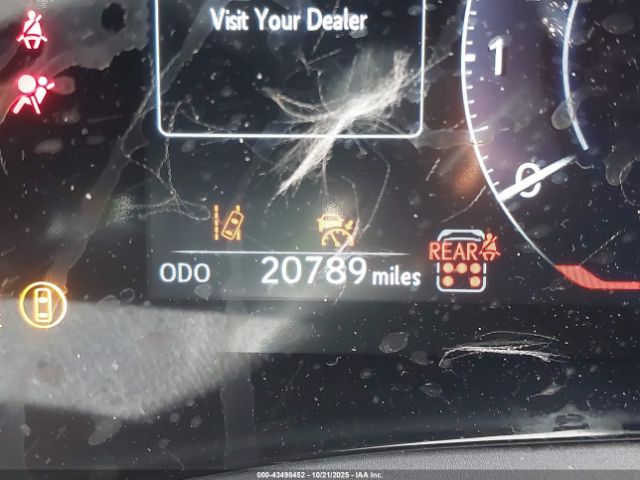 Visit Your Dealer
1
0
REAR
ODO 20789 miles
000-43498452 - 10/21/2025 - IAA Inc.